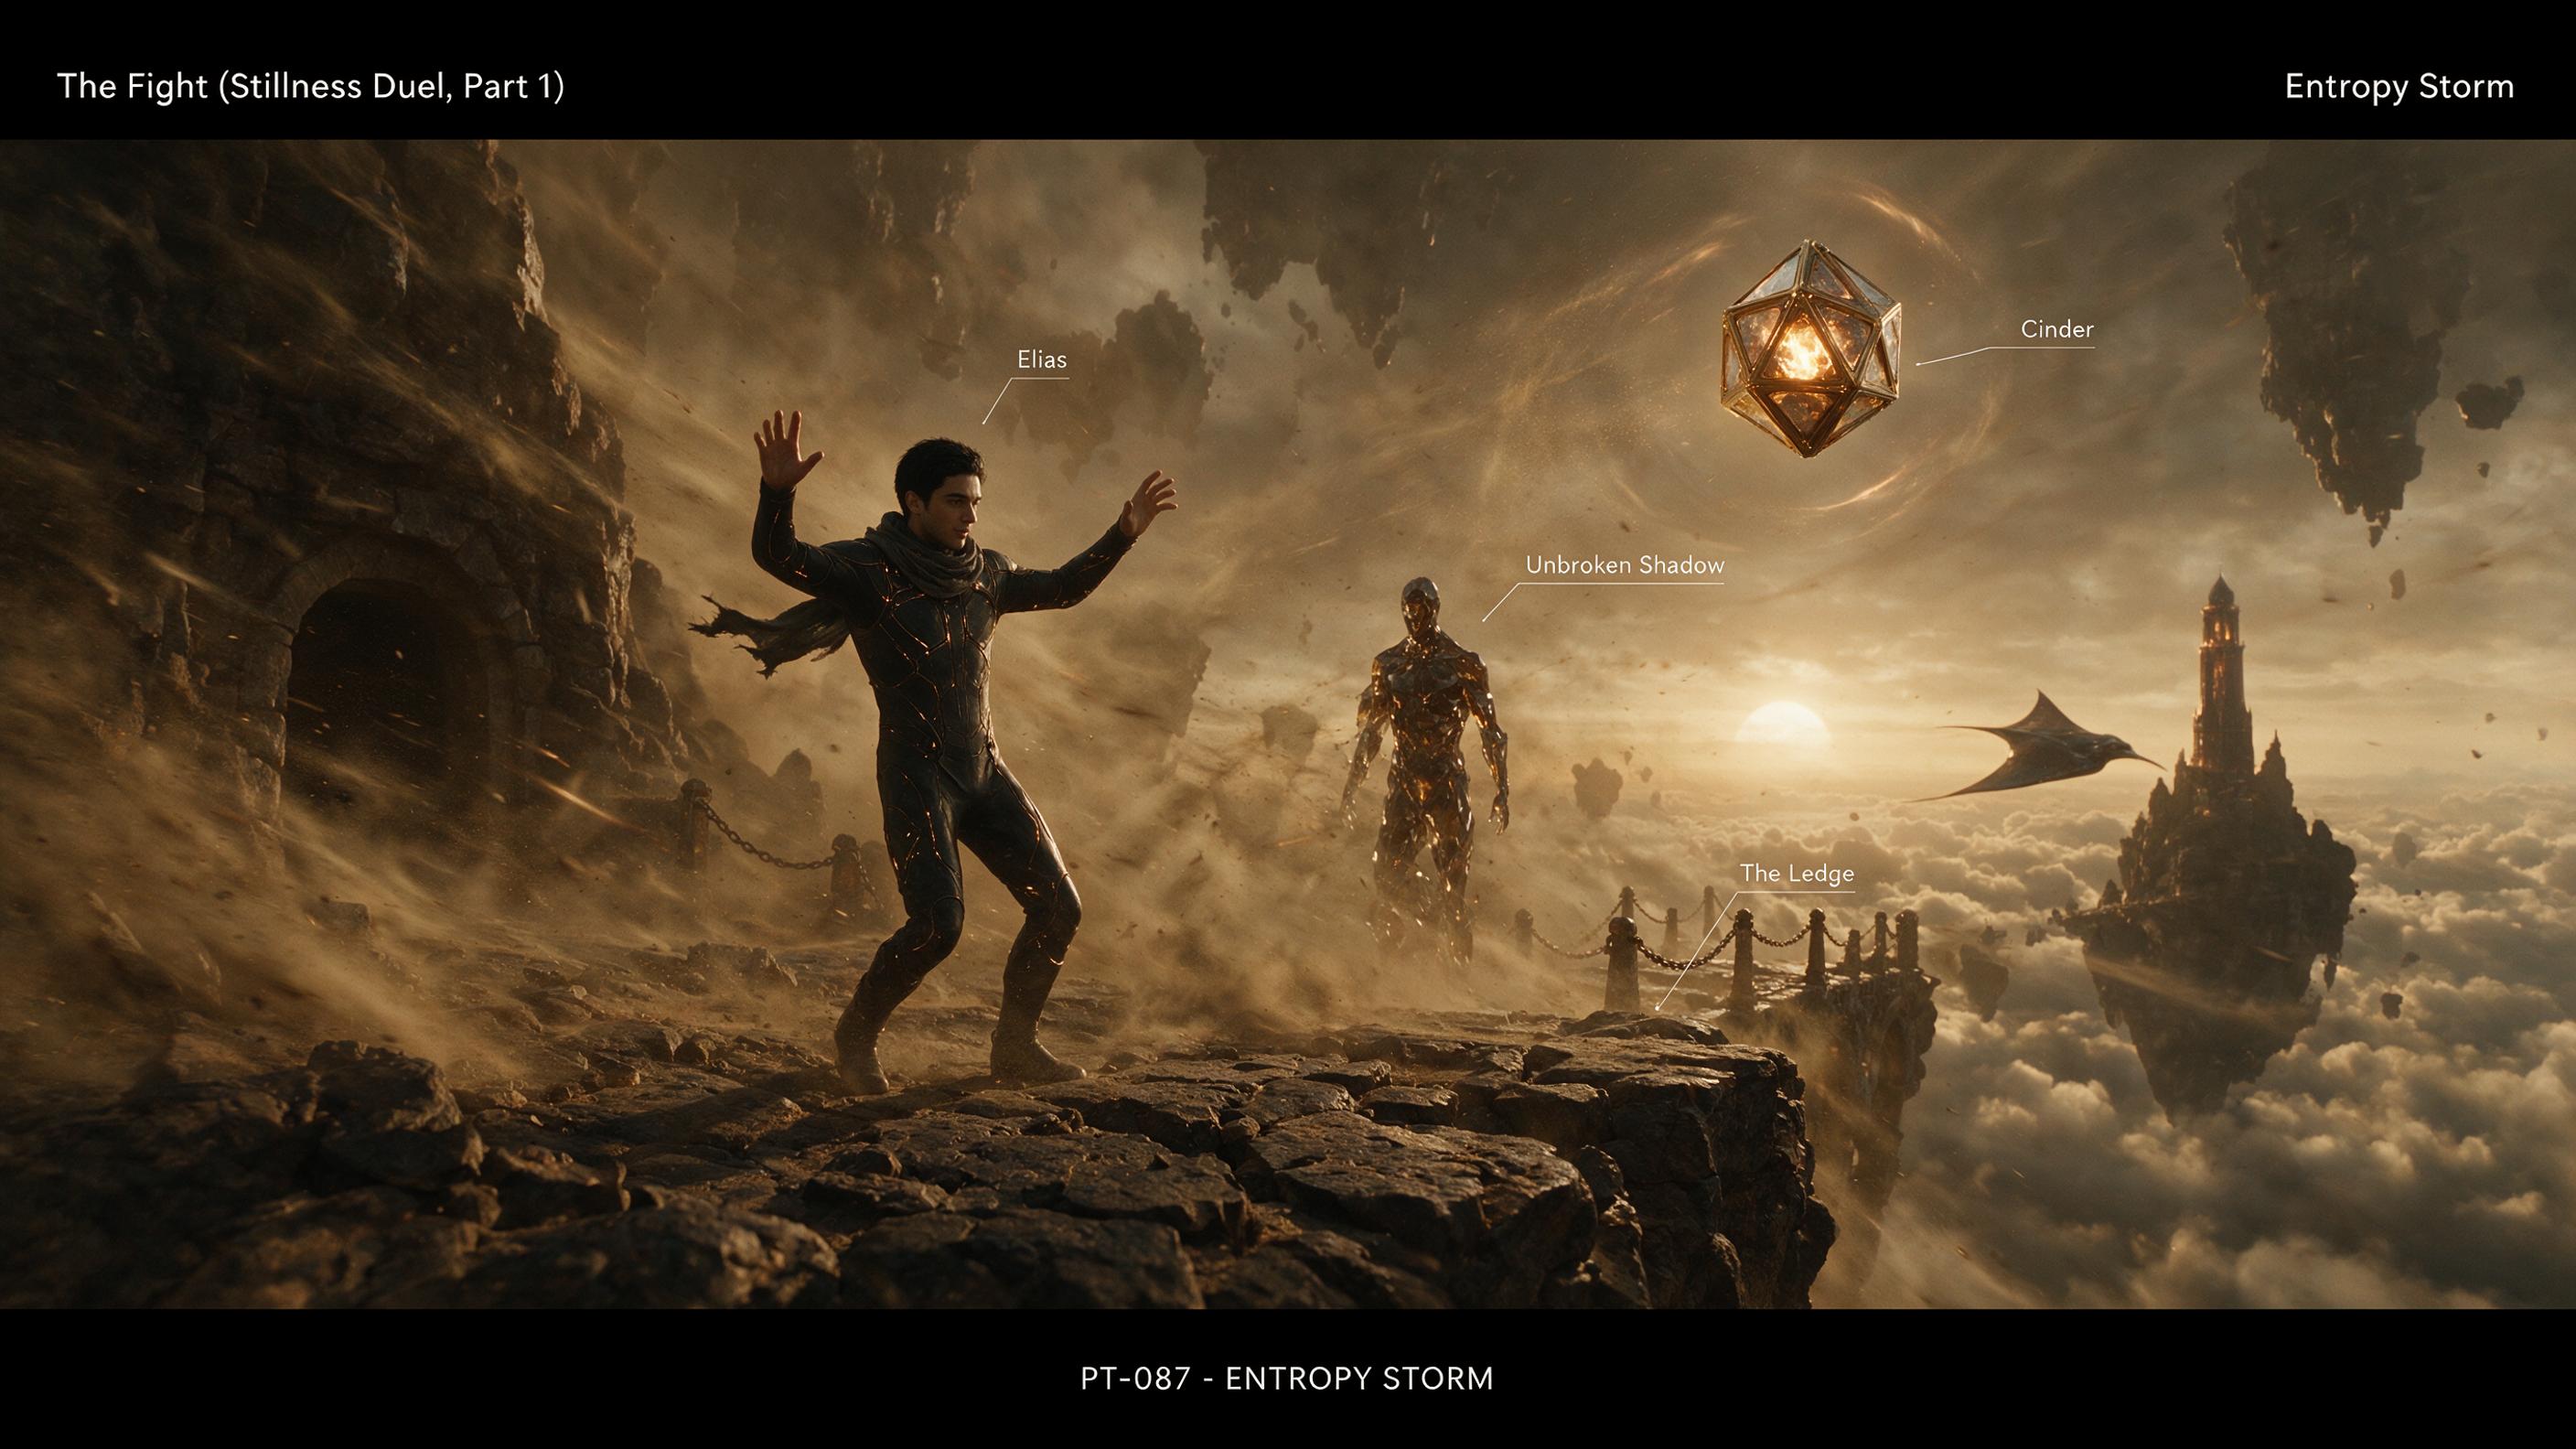 The Fight (Stillness Duel, Part 1)
Entropy Storm
Cinder
Elias
Unbroken Shadow
The Ledge
PT-087 - ENTROPY STORM